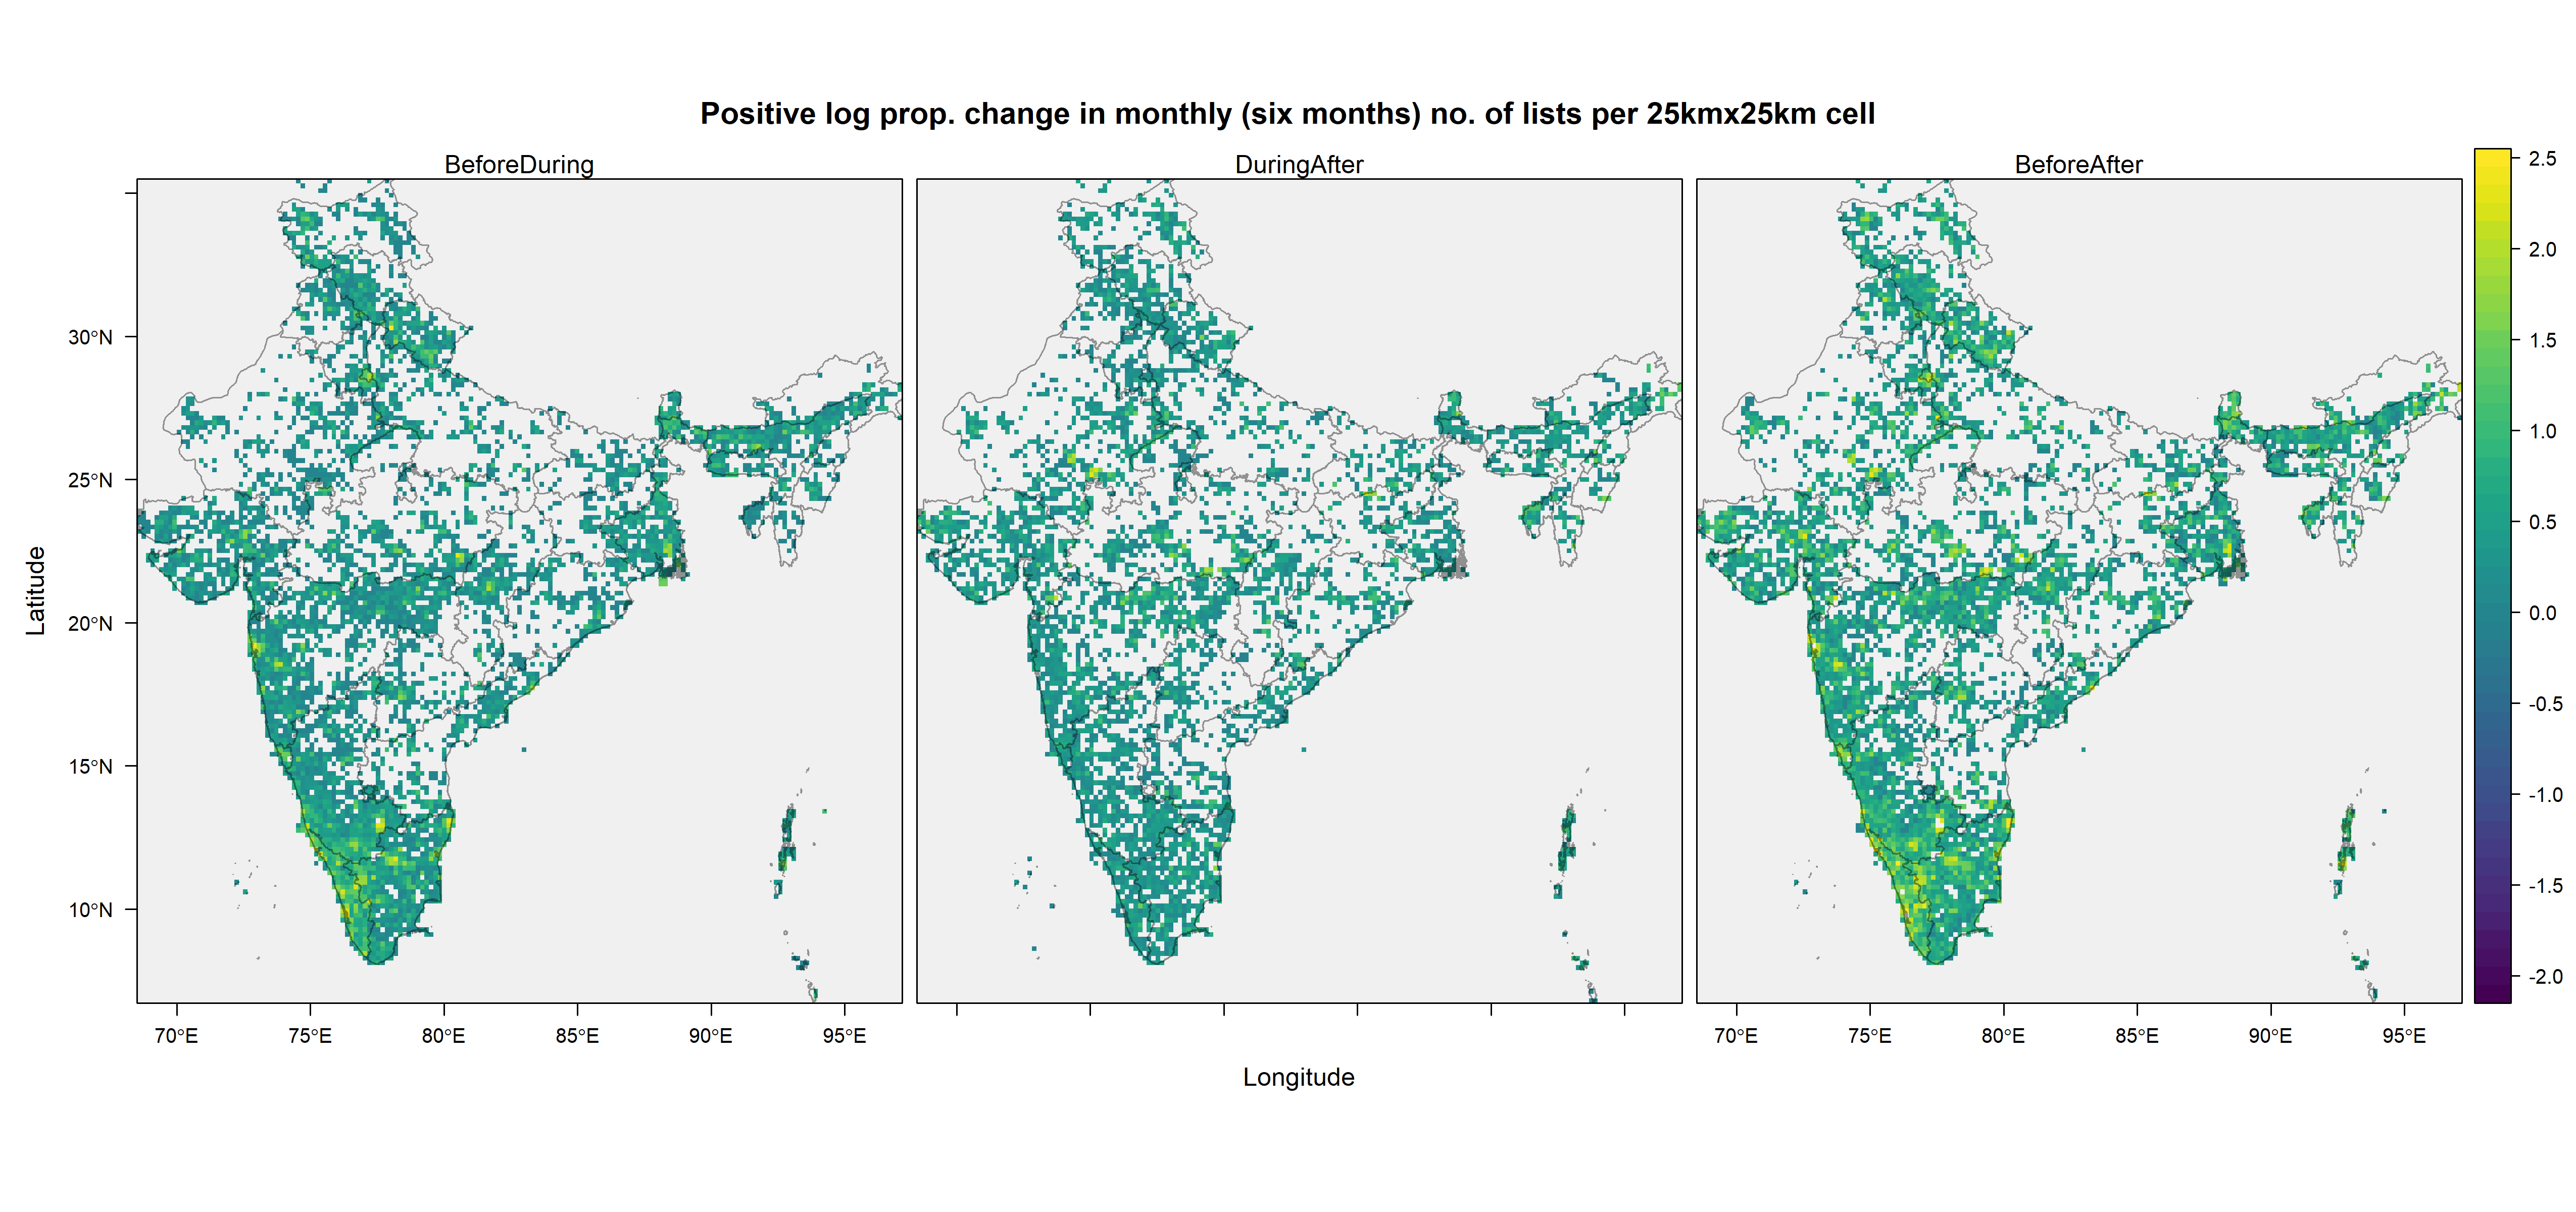 Positive log prop. change in monthly (six months) no. of lists per 25kmx25km cell
BeforeDuring
DuringAfter
BeforeAfter
Latitude
30°N
25°N
20°N
15°N
10°N
2.5
2.0
1.5
1.0
0.5
0.0
-0.5
-1.0
-1.5
-2.0
70°E 75°E 80°E 85°E 90°E 95°E
70°E 75°E 80°E 85°E 90°E 95°E
Longitude